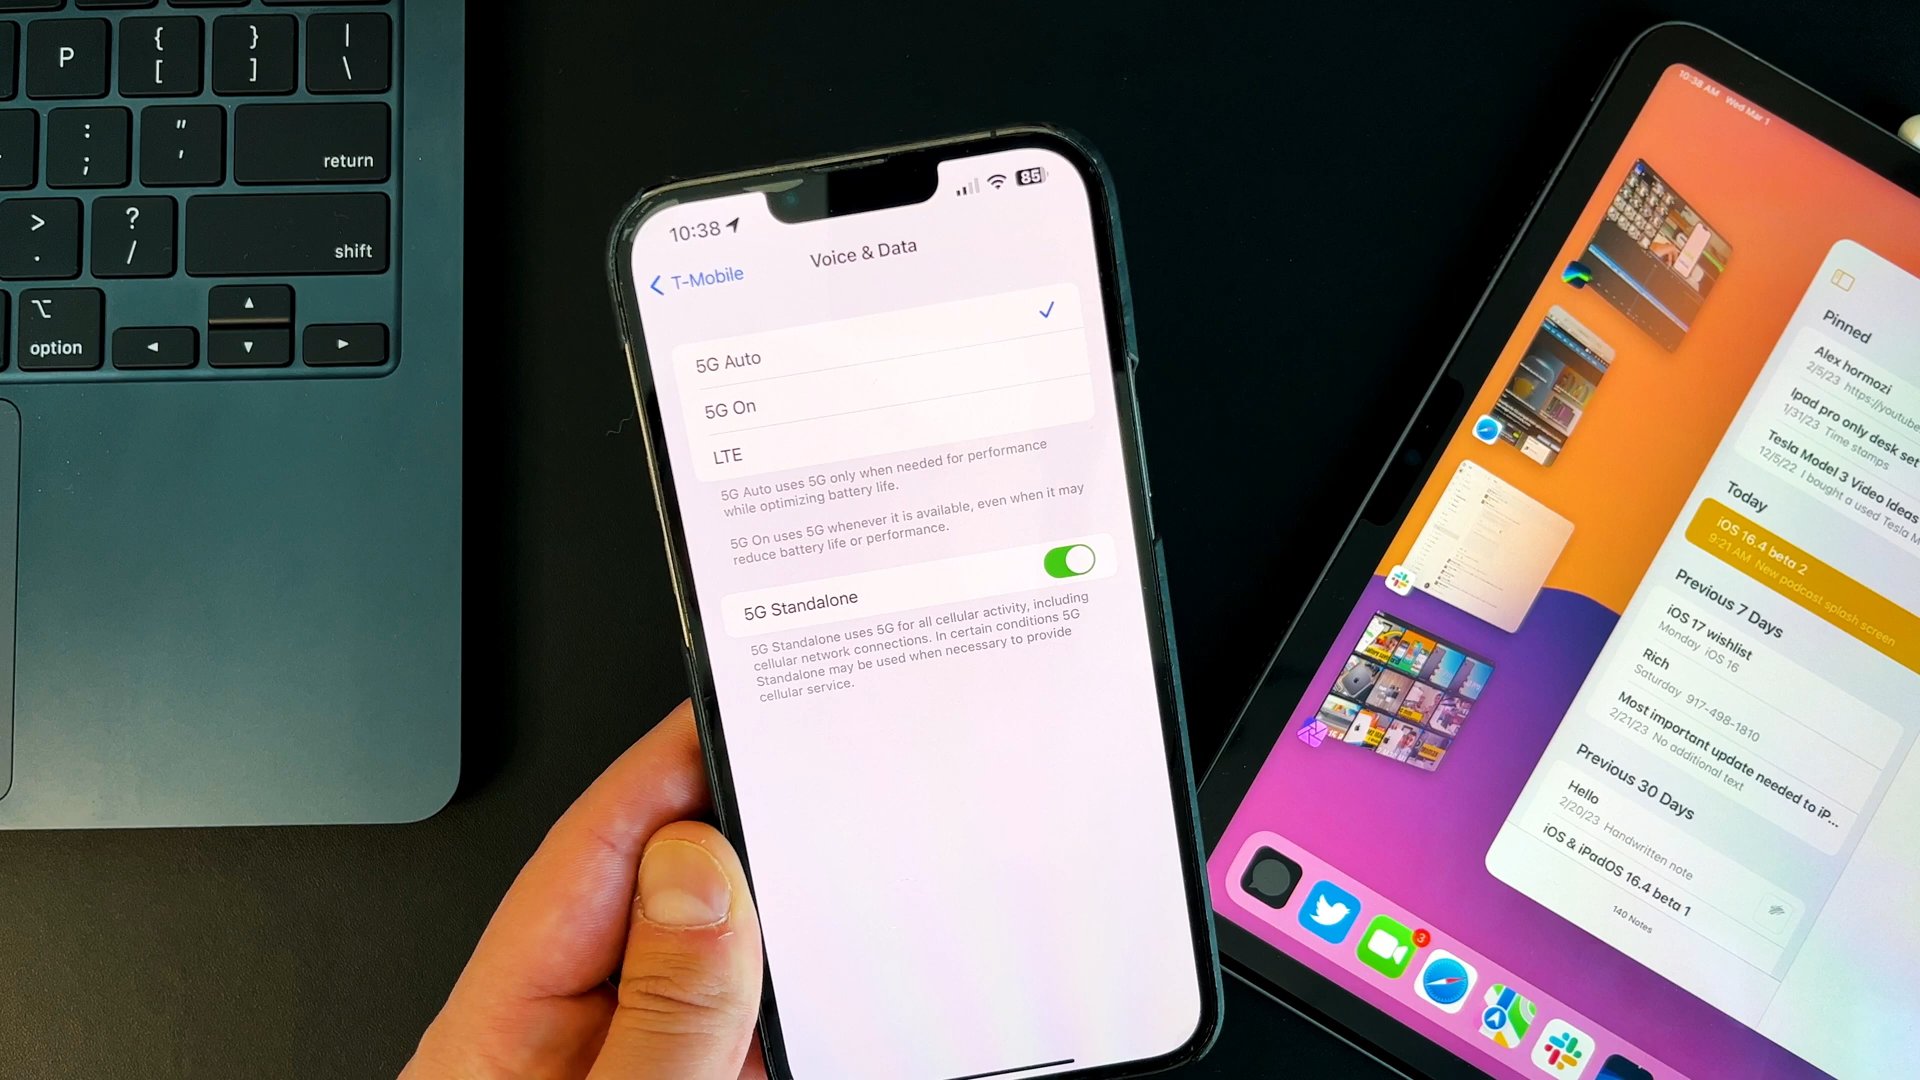 P
{
[
}
]
|
\
:
;
"
'
return
>
.
?
/
shift
option
10:38
85
T-Mobile
Voice & Data
5G Auto
5G On
LTE
5G Auto uses 5G only when needed for performance
while optimizing battery life.
5G On uses 5G whenever it is available, even when it may
reduce battery life or performance.
5G Standalone
5G Standalone uses 5G for all cellular activity, including
cellular network connections. In certain conditions 5G
Standalone may be used when necessary to provide
cellular service.
10:38 AM Wed Mar 1
Pinned
Alex hormozi
2/5/23 https://youtube
Ipad pro only desk set
1/31/23 Time stamps
Tesla Model 3 Video Ideas
12/5/22 I bought a used Tesla M
Today
iOS 16.4 beta 2
9:21 AM New podcast splash screen
Previous 7 Days
iOS 17 wishlist
Monday iOS 16
Rich
Saturday 917-498-1810
Most important update needed to iP...
2/21/23 No additional text
Previous 30 Days
Hello
2/20/23 Handwritten note
iOS & iPadOS 16.4 beta 1
140 Notes
3